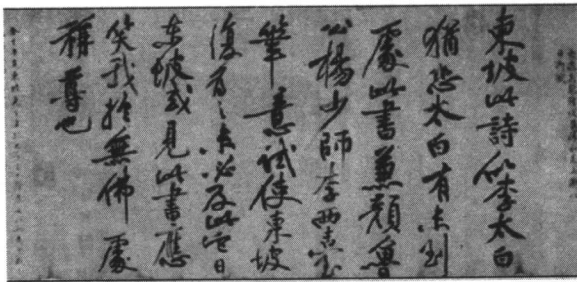 東坡此詩似李太白
猶恐太白有未到
處此書兼顏魯
公楊少師李西臺
筆意試使東坡
復為之未必及此它日
東坡或見此書應
笑我於無佛處
稱尊也